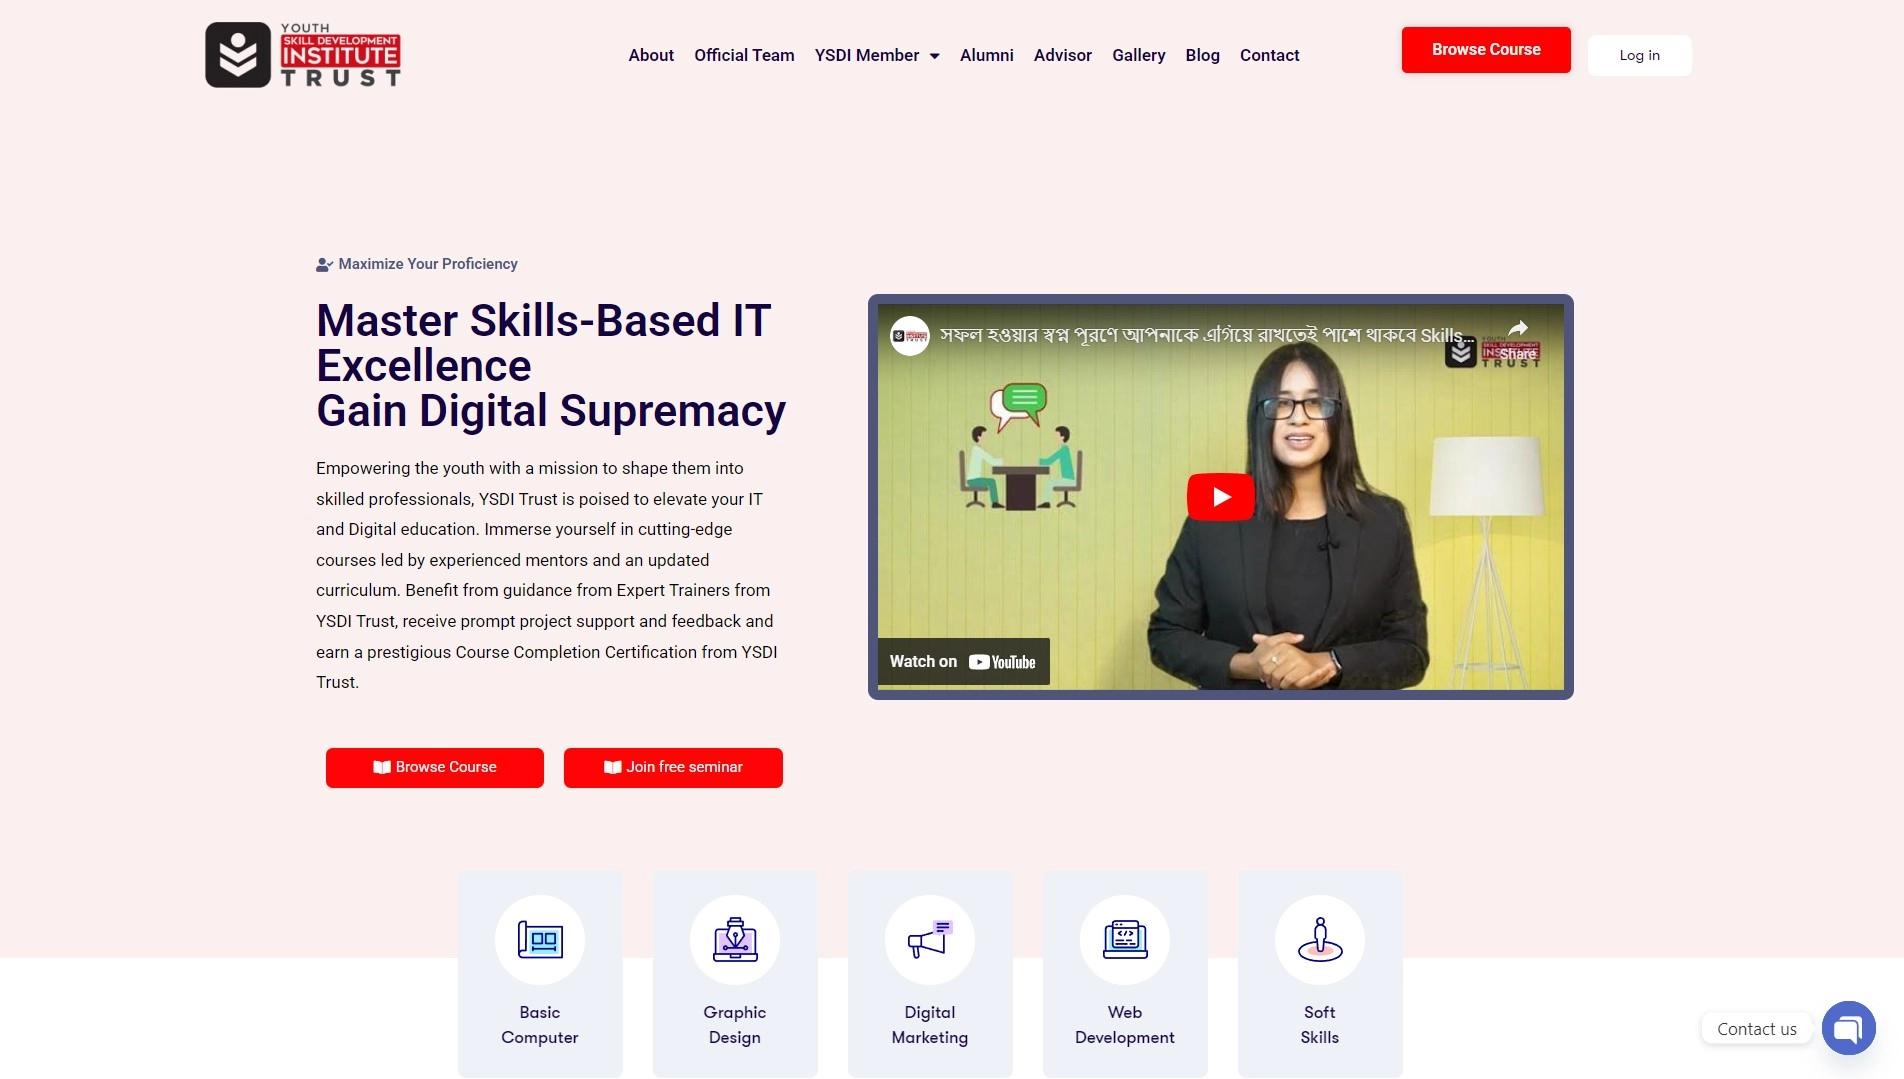 YOUTH
SKILL DEVELOPMENT
INSTITUTE
TRUST
About
Official Team
YSDI Member
Alumni
Advisor
Gallery
Blog
Contact
Browse Course
Log in
Maximize Your Proficiency
Master Skills-Based IT
Excellence
Gain Digital Supremacy
Empowering the youth with a mission to shape them into
skilled professionals, YSDI Trust is poised to elevate your IT
and Digital education. Immerse yourself in cutting-edge
courses led by experienced mentors and an updated
curriculum. Benefit from guidance from Expert Trainers from
YSDI Trust, receive prompt project support and feedback and
earn a prestigious Course Completion Certification from YSDI
Trust.
Browse Course
Join free seminar
সফল হওয়ার স্বপ্ন পূরণে আপনাকে এগিয়ে রাখতেই পাশে থাকবে Skills...
Share
YOUTH
SKILL DEVELOPMENT
INSTITUTE
TRUST
Watch on YouTube
Basic
Computer
Graphic
Design
Digital
Marketing
Web
Development
Soft
Skills
Contact us